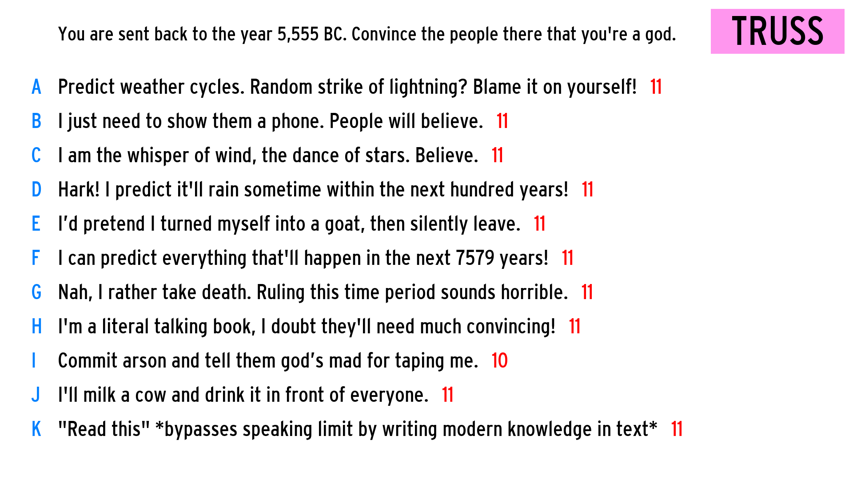 You are sent back to the year 5,555 BC. Convince the people there that you're a god.
TRUSS
A Predict weather cycles. Random strike of lightning? Blame it on yourself! 11
B I just need to show them a phone. People will believe. 11
C I am the whisper of wind, the dance of stars. Believe. 11
D Hark! I predict it'll rain sometime within the next hundred years! 11
E I’d pretend I turned myself into a goat, then silently leave. 11
F I can predict everything that'll happen in the next 7579 years! 11
G Nah, I rather take death. Ruling this time period sounds horrible. 11
H I'm a literal talking book, I doubt they'll need much convincing! 11
I Commit arson and tell them god’s mad for taping me. 10
J I'll milk a cow and drink it in front of everyone. 11
K "Read this" *bypasses speaking limit by writing modern knowledge in text* 11